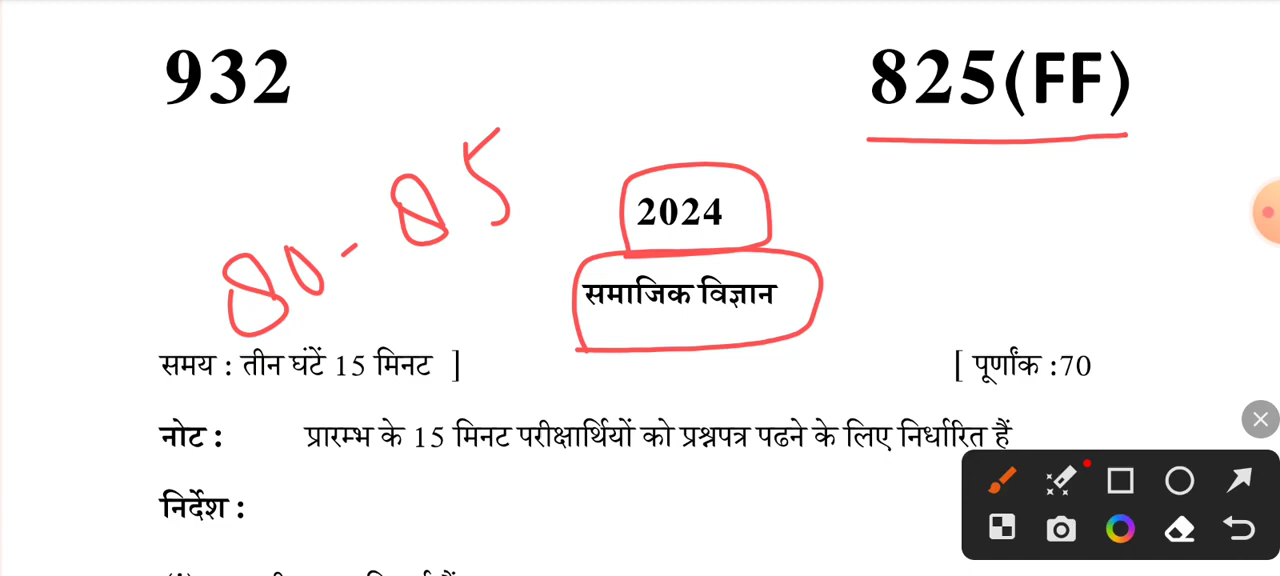 932 825(FF)
80-85
2024
समाजिक विज्ञान
समय : तीन घंटें 15 मिनट ] [ पूर्णांक :70
नोट : प्रारम्भ के 15 मिनट परीक्षार्थियों को प्रश्नपत्र पढने के लिए निर्धारित हैं
निर्देश :